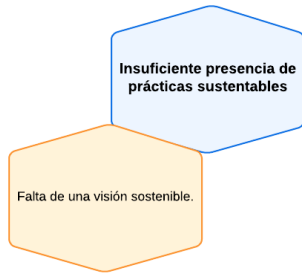 Insuficiente presencia de
prácticas sustentables
Falta de una visión sostenible.